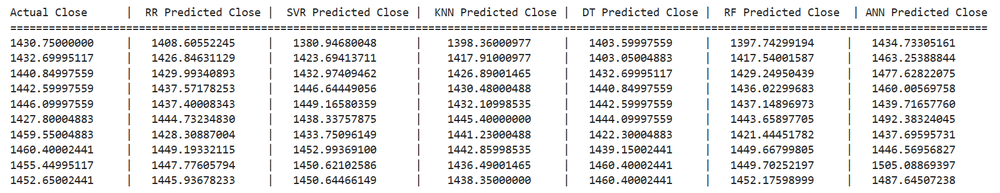 Actual Close      |  RR Predicted Close |  SVR Predicted Close |  KNN Predicted Close |  DT Predicted Close |  RF Predicted Close  | ANN Predicted Close
===========================================================================================================================================
1430.75000000     |   1408.60552245     |   1380.94680048      |    1398.36000977     |   1403.59997559     |   1397.74299194     |   1434.73305161
1432.69995117     |   1426.84631129     |   1423.69413711      |    1417.91000977     |   1403.05004883     |   1417.54001587     |   1463.25388844
1440.84997559     |   1429.99340893     |   1432.97409462      |    1426.89001465     |   1432.69995117     |   1429.24950439     |   1477.62822075
1442.59997559     |   1437.57178253     |   1446.64449056      |    1430.48000488     |   1440.84997559     |   1436.02299683     |   1460.00569758
1446.09997559     |   1437.40008343     |   1449.16580359      |    1432.10998535     |   1442.59997559     |   1437.14896973     |   1439.71657760
1427.80004883     |   1444.73234830     |   1438.33757875      |    1445.40000000     |   1444.09997559     |   1443.65897705     |   1492.38324045
1459.55004883     |   1428.30887004     |   1433.75096149      |    1441.23000488     |   1422.30004883     |   1421.44451782     |   1437.69595731
1460.40002441     |   1449.19332115     |   1452.99369100      |    1442.85998535     |   1439.15002441     |   1449.66799805     |   1446.56956827
1455.44995117     |   1447.77605794     |   1450.62102586      |    1436.49001465     |   1460.40002441     |   1449.70252197     |   1505.08869397
1452.65002441     |   1445.93678233     |   1450.64466149      |    1438.35000000     |   1460.40002441     |   1452.17598999     |   1487.64507238